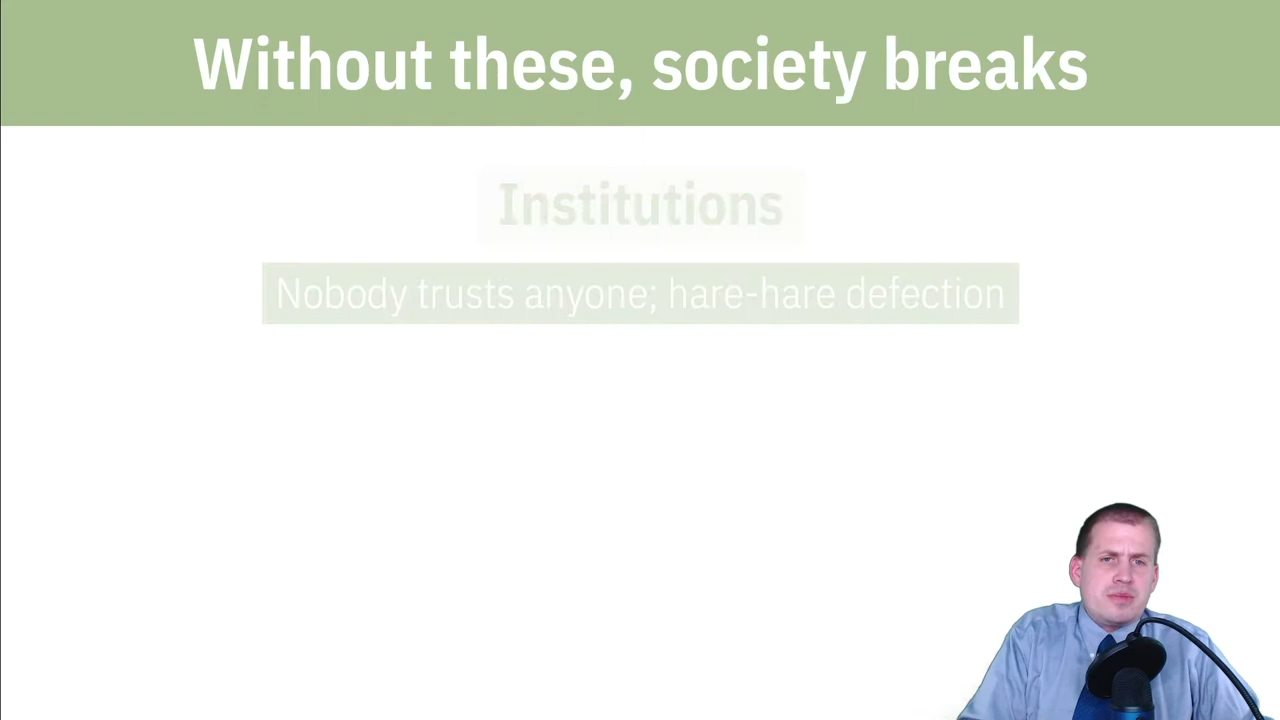 Without these, society breaks
Institutions
Nobody trusts anyone; hare-hare defection